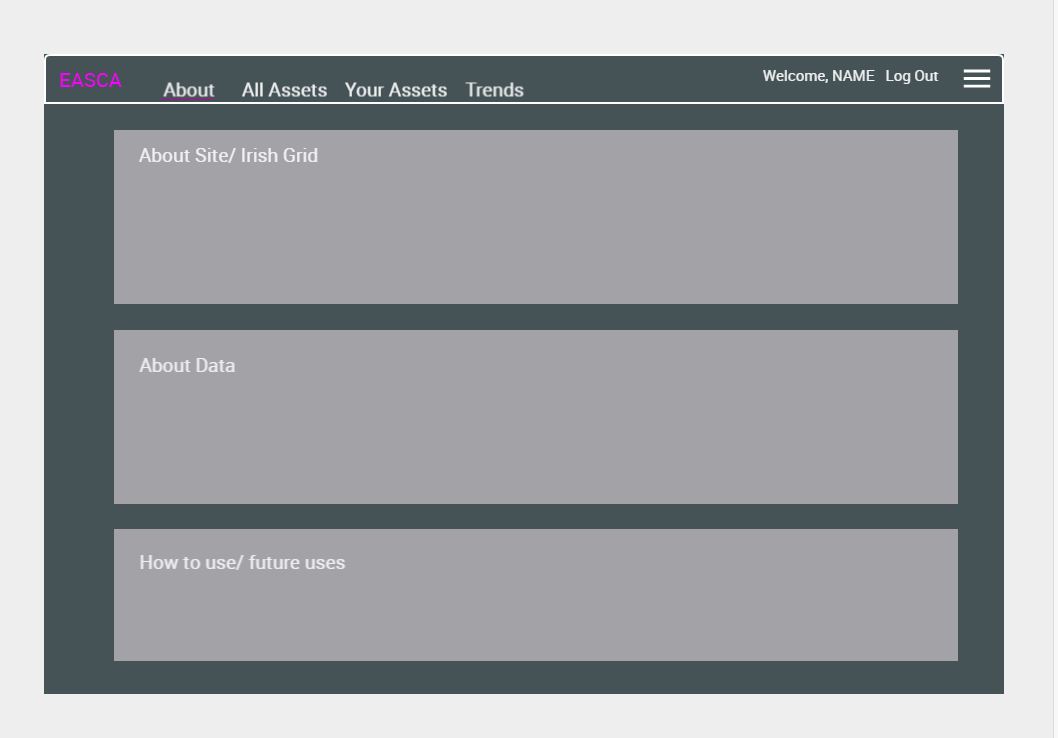 EASCA
About All Assets Your Assets Trends
Welcome, NAME Log Out
About Site/ Irish Grid
About Data
How to use/ future uses